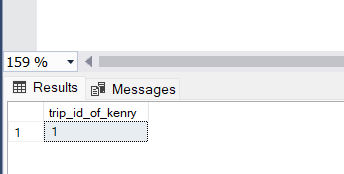 159 %
Results Messages
trip_id_of_kenry
1 1